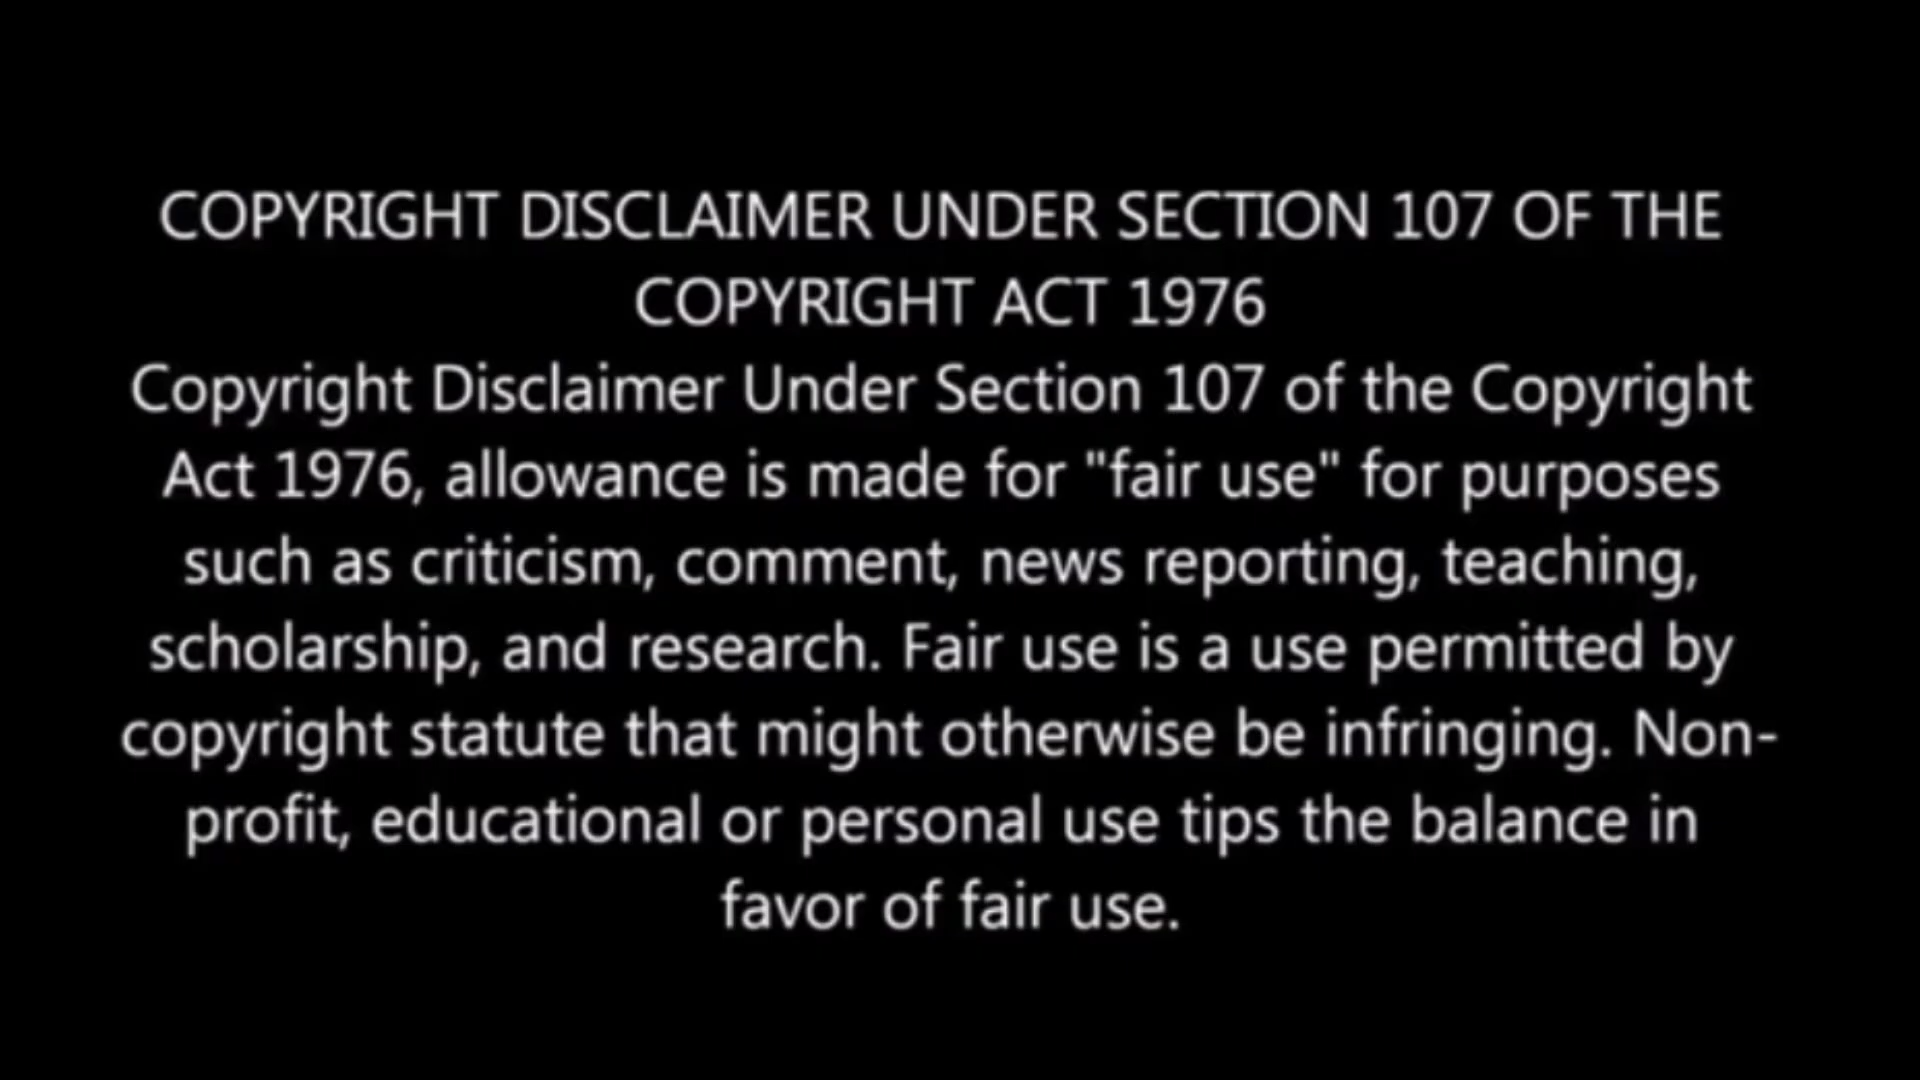 COPYRIGHT DISCLAIMER UNDER SECTION 107 OF THE
COPYRIGHT ACT 1976
Copyright Disclaimer Under Section 107 of the Copyright
Act 1976, allowance is made for "fair use" for purposes
such as criticism, comment, news reporting, teaching,
scholarship, and research. Fair use is a use permitted by
copyright statute that might otherwise be infringing. Non-
profit, educational or personal use tips the balance in
favor of fair use.